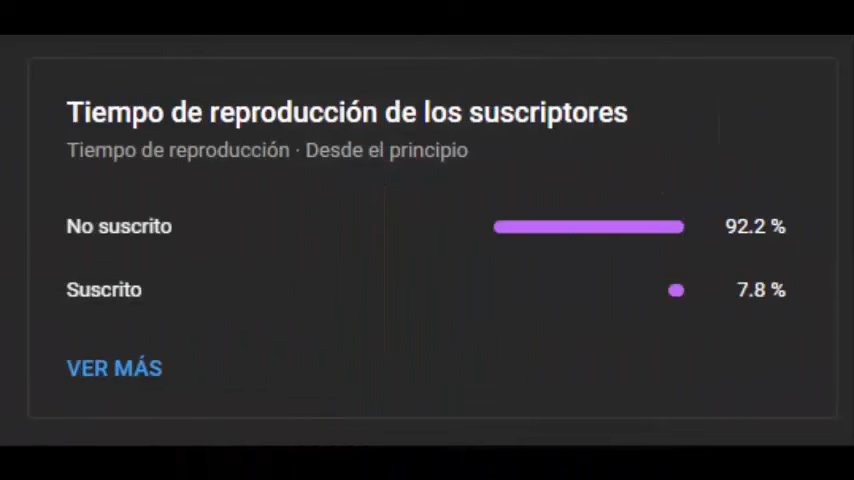 Tiempo de reproducción de los suscriptores
Tiempo de reproducción · Desde el principio
No suscrito 92.2 %
Suscrito 7.8 %
VER MÁS